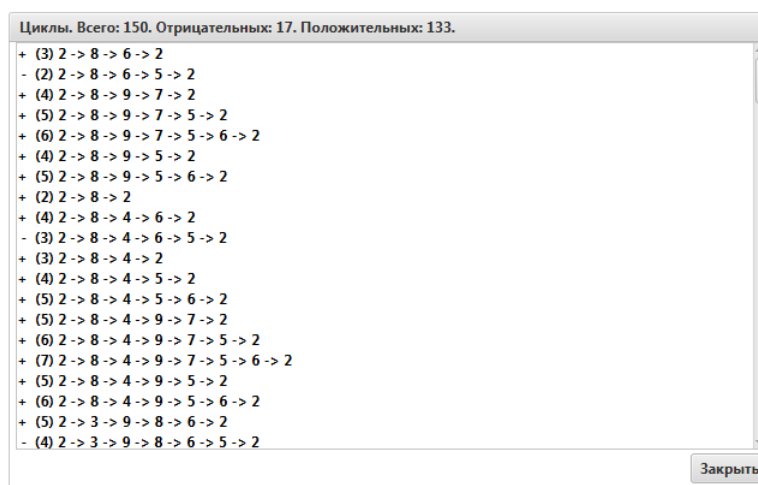 Циклы. Всего: 150. Отрицательных: 17. Положительных: 133.
+ (3) 2 -> 8 -> 6 -> 2
- (2) 2 -> 8 -> 6 -> 5 -> 2
+ (4) 2 -> 8 -> 9 -> 7 -> 2
+ (5) 2 -> 8 -> 9 -> 7 -> 5 -> 2
+ (6) 2 -> 8 -> 9 -> 7 -> 5 -> 6 -> 2
+ (4) 2 -> 8 -> 9 -> 5 -> 2
+ (5) 2 -> 8 -> 9 -> 5 -> 6 -> 2
+ (2) 2 -> 8 -> 2
+ (4) 2 -> 8 -> 4 -> 6 -> 2
- (3) 2 -> 8 -> 4 -> 6 -> 5 -> 2
+ (3) 2 -> 8 -> 4 -> 2
+ (4) 2 -> 8 -> 4 -> 5 -> 2
+ (5) 2 -> 8 -> 4 -> 5 -> 6 -> 2
+ (5) 2 -> 8 -> 4 -> 9 -> 7 -> 2
+ (6) 2 -> 8 -> 4 -> 9 -> 7 -> 5 -> 2
+ (7) 2 -> 8 -> 4 -> 9 -> 7 -> 5 -> 6 -> 2
+ (5) 2 -> 8 -> 4 -> 9 -> 5 -> 2
+ (6) 2 -> 8 -> 4 -> 9 -> 5 -> 6 -> 2
+ (5) 2 -> 3 -> 9 -> 8 -> 6 -> 2
- (4) 2 -> 3 -> 9 -> 8 -> 6 -> 5 -> 2
Закрыть